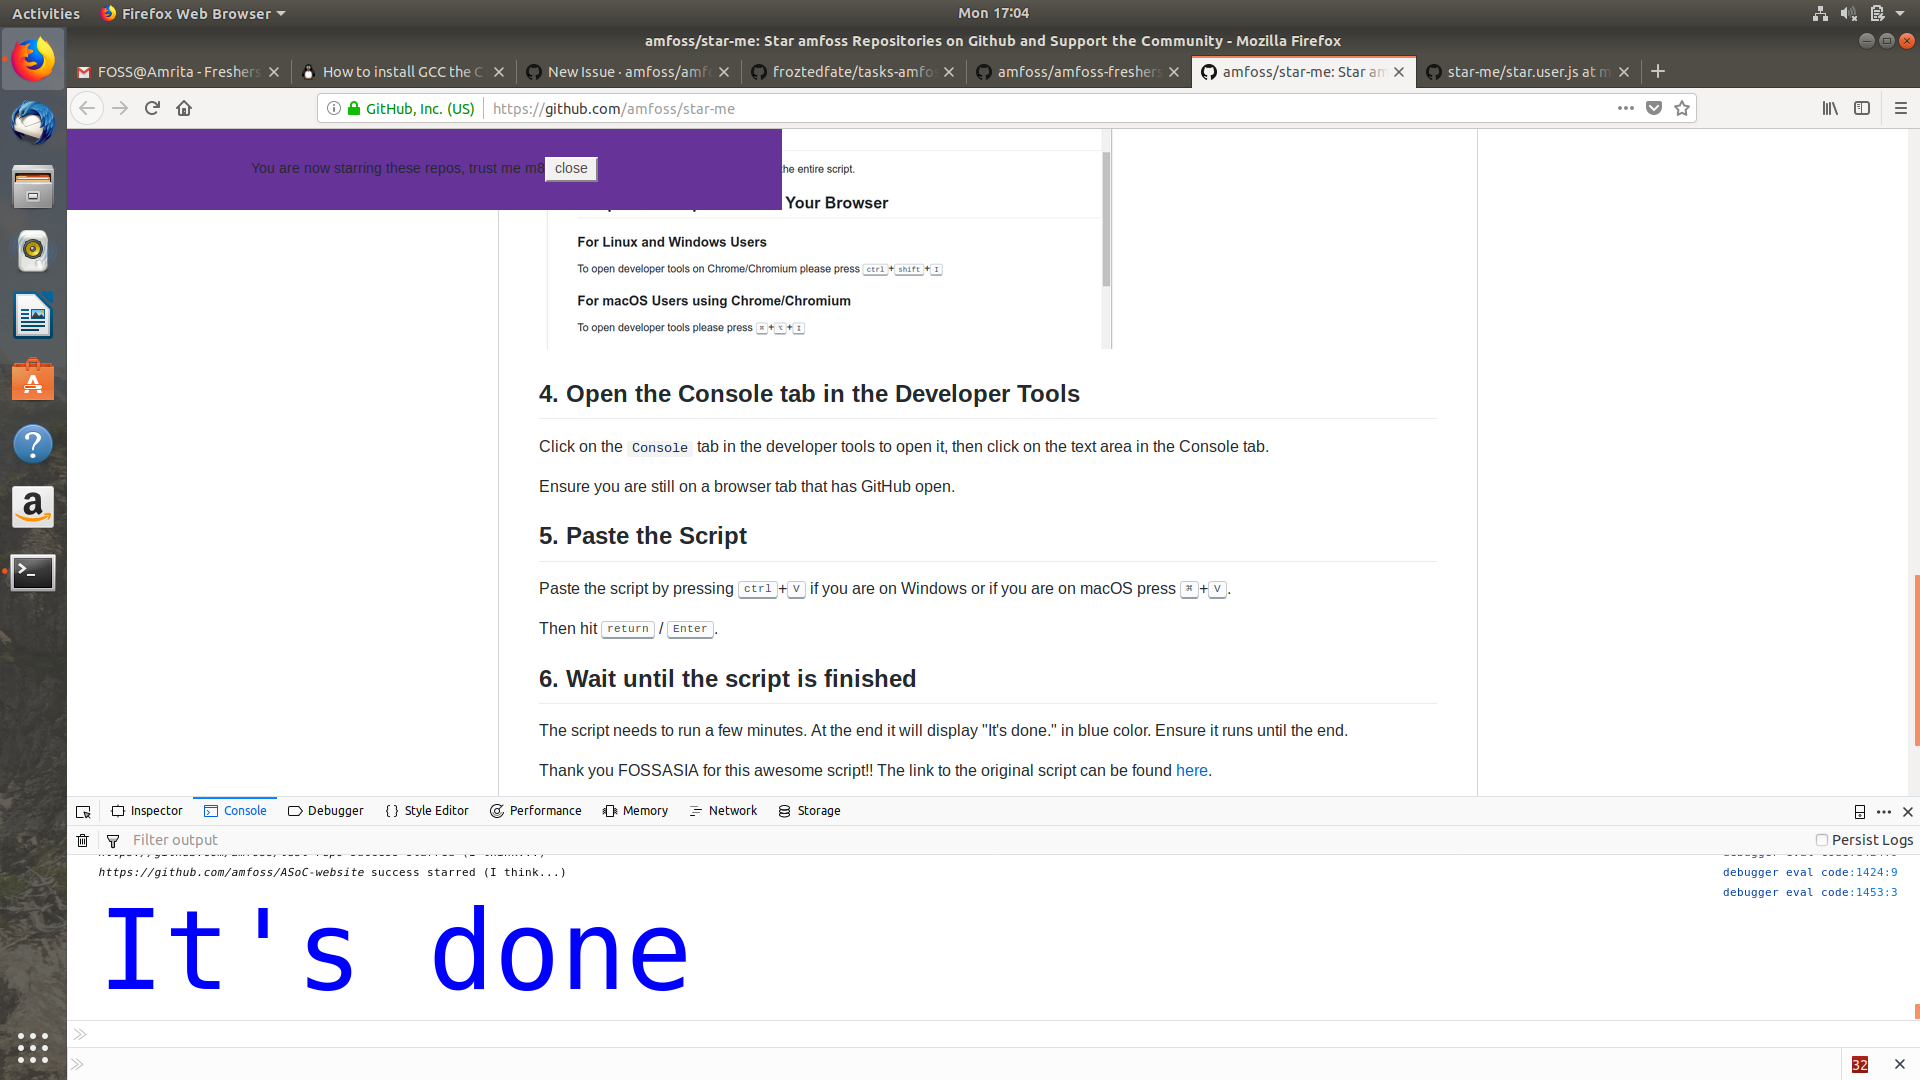 Activities
Firefox Web Browser
Mon 17:04
amfoss/star-me: Star amfoss Repositories on Github and Support the Community - Mozilla Firefox
FOSS@Amrita - Freshers
How to install GCC the C
New Issue · amfoss/amf
froztedfate/tasks-amfo
amfoss/amfoss-freshers
amfoss/star-me: Star am
star-me/star.user.js at m
GitHub, Inc. (US)
https://github.com/amfoss/star-me
You are now starring these repos, trust me m8
close
the entire script.
Your Browser
For Linux and Windows Users
To open developer tools on Chrome/Chromium please press ctrl+shift+I
For macOS Users using Chrome/Chromium
To open developer tools please press ⌘+⌥+I
4. Open the Console tab in the Developer Tools
Click on the Console tab in the developer tools to open it, then click on the text area in the Console tab.
Ensure you are still on a browser tab that has GitHub open.
5. Paste the Script
Paste the script by pressing ctrl+V if you are on Windows or if you are on macOS press ⌘+V.
Then hit return / Enter.
6. Wait until the script is finished
The script needs to run a few minutes. At the end it will display "It's done." in blue color. Ensure it runs until the end.
Thank you FOSSASIA for this awesome script!! The link to the original script can be found here.
Inspector
Console
Debugger
{ } Style Editor
Performance
Memory
Network
Storage
Filter output
Persist Logs
https://github.com/amfoss/ASoC-website success starred (I think...)
debugger eval code:1424:9
debugger eval code:1453:3
It's done
32